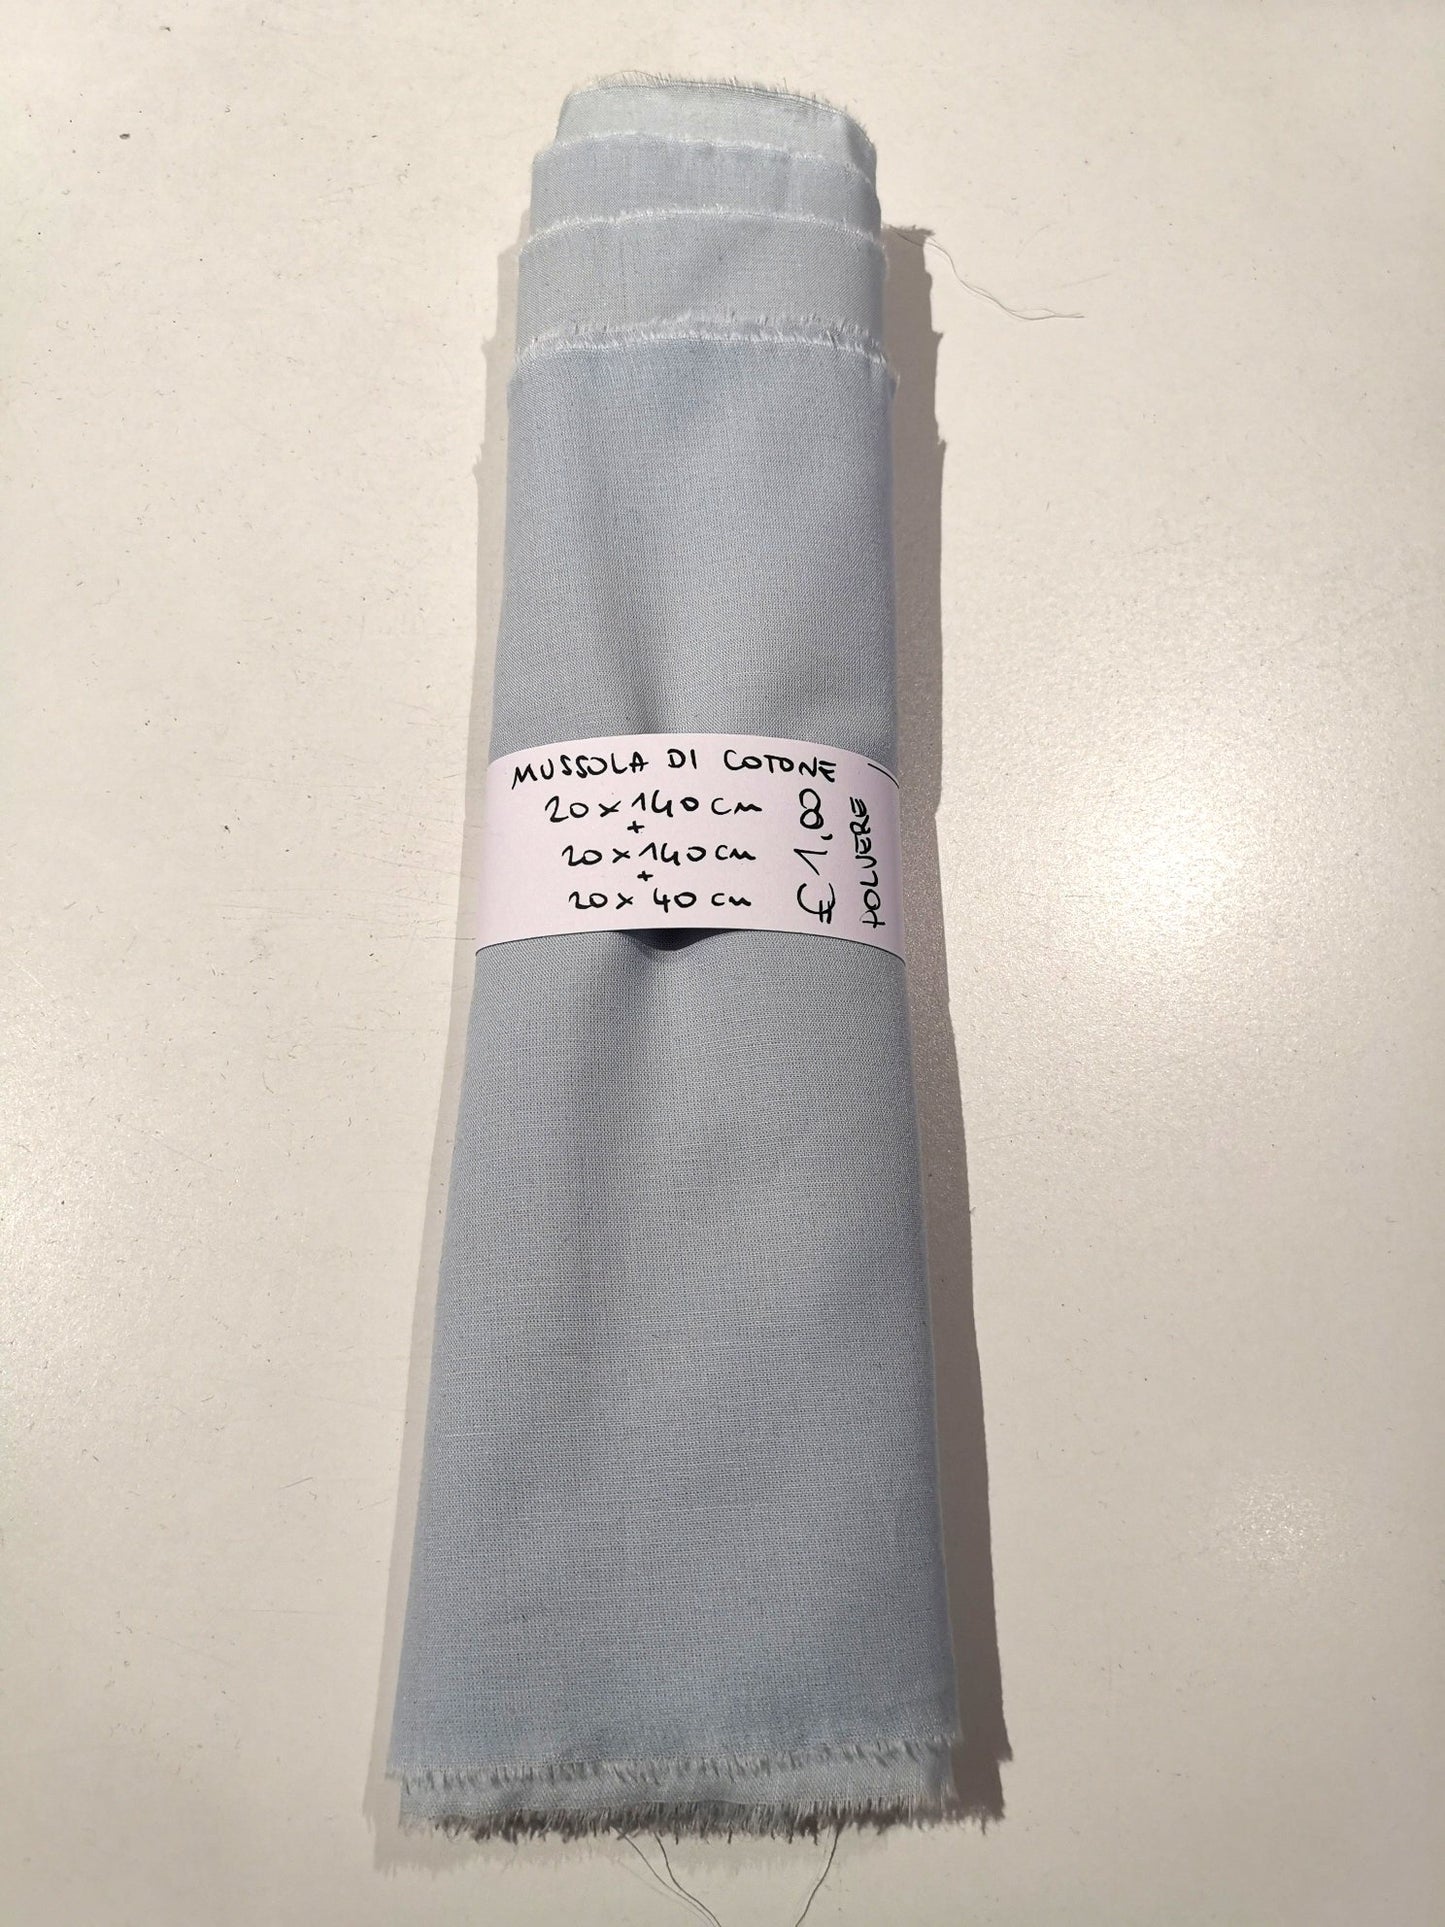 MUSSOLA DI COTONE
20 x 140 cm
+
20 x 140 cm
+
20 x 40 cm
€ 1,8
POLVERE